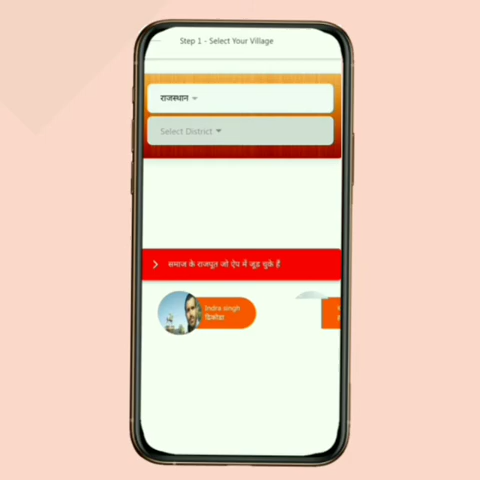 Step 1 - Select Your Village
राजस्थान
Select District
समाज के राजपूत जो ऐप में जुड़ चुके है
Indra singh